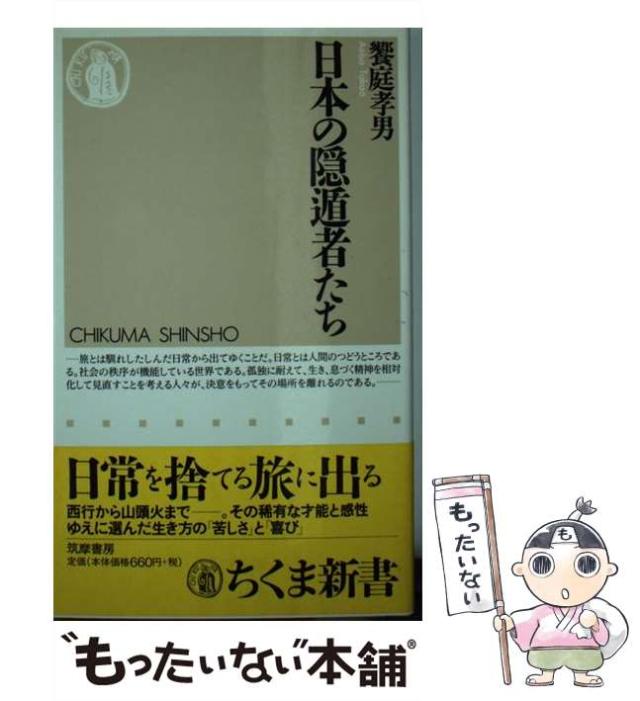 饗庭孝男
Aeba Takao
日本の隠遁者たち
CHIKUMA SHINSHO
―旅とは馴れしたしんだ日常から出てゆくことだ。日常とは人間のつどうところであ
る。社会の秩序が機能している世界である。孤独に耐えて、生き、息づく精神を相対
化して見直すことを考える人々が、決意をもってその場所を離れるのである。―
日常を捨てる旅に出る
西行から山頭火まで――。その稀有な才能と感性
ゆえに選んだ生き方の「苦しさ」と「喜び」
筑摩書房
定価(本体価格660円+税)
ちくま新書
"もったいない"本舗®
もったいない
も